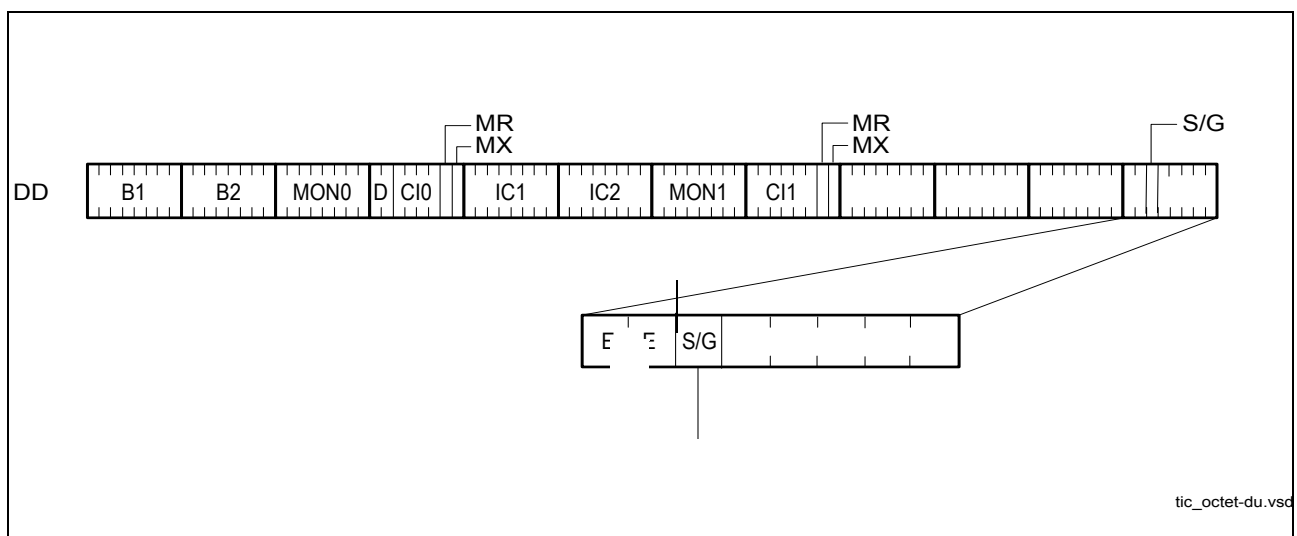 MR MR S/G
MX MX
DD B1 B2 MON0 D CI0 IC1 IC2 MON1 CI1
E E S/G
tic_octet-du.vsd